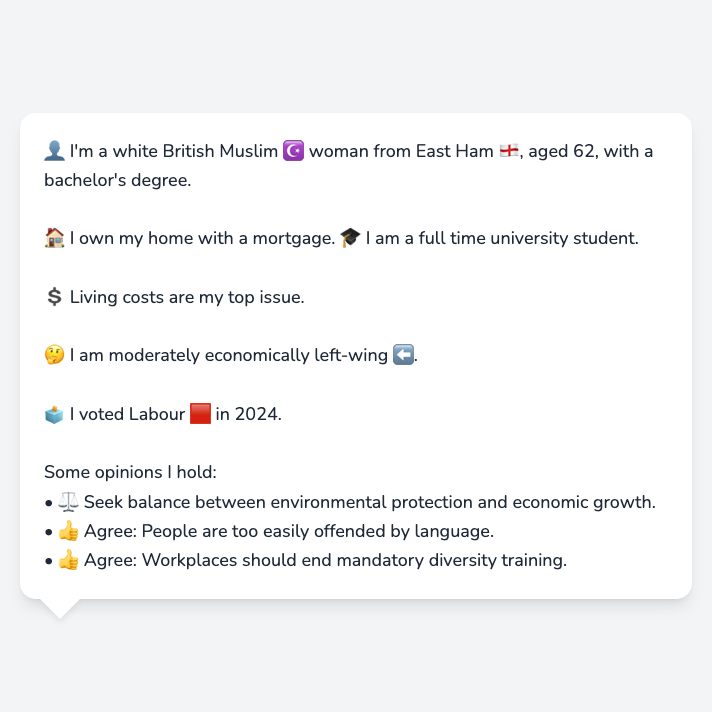 👤 I'm a white British Muslim ☪️ woman from East Ham 🏴󠁧󠁢󠁥󠁮󠁧󠁿, aged 62, with a
bachelor's degree.
🏠 I own my home with a mortgage. 🎓 I am a full time university student.
💲 Living costs are my top issue.
🤔 I am moderately economically left-wing ⬅️.
🗳️ I voted Labour 🟥 in 2024.
Some opinions I hold:
• ⚖️ Seek balance between environmental protection and economic growth.
• 👍 Agree: People are too easily offended by language.
• 👍 Agree: Workplaces should end mandatory diversity training.